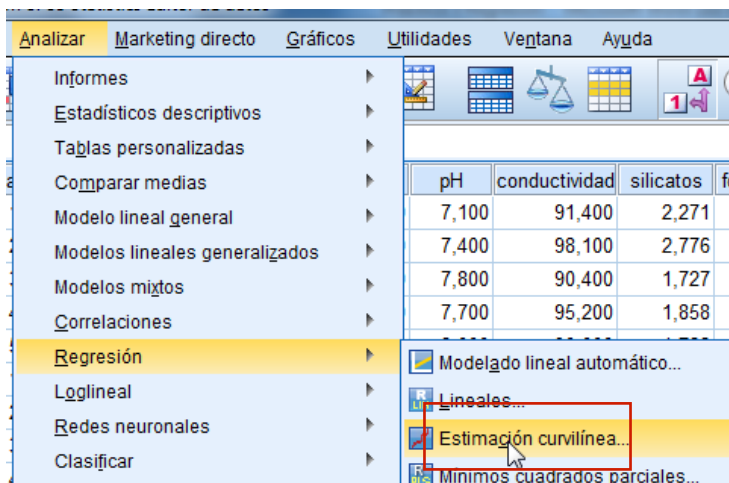 Analizar Marketing directo Gráficos Utilidades Ventana Ayuda
Informes
Estadísticos descriptivos
Tablas personalizadas
Comparar medias
Modelo lineal general
Modelos lineales generalizados
Modelos mixtos
Correlaciones
Regresión
Loglineal
Redes neuronales
Clasificar
A
1
pH conductividad silicatos
7,100 91,400 2,271
7,400 98,100 2,776
7,800 90,400 1,727
7,700 95,200 1,858
Modelado lineal automático...
Lineales...
Estimación curvilínea...
Mínimos cuadrados parciales...